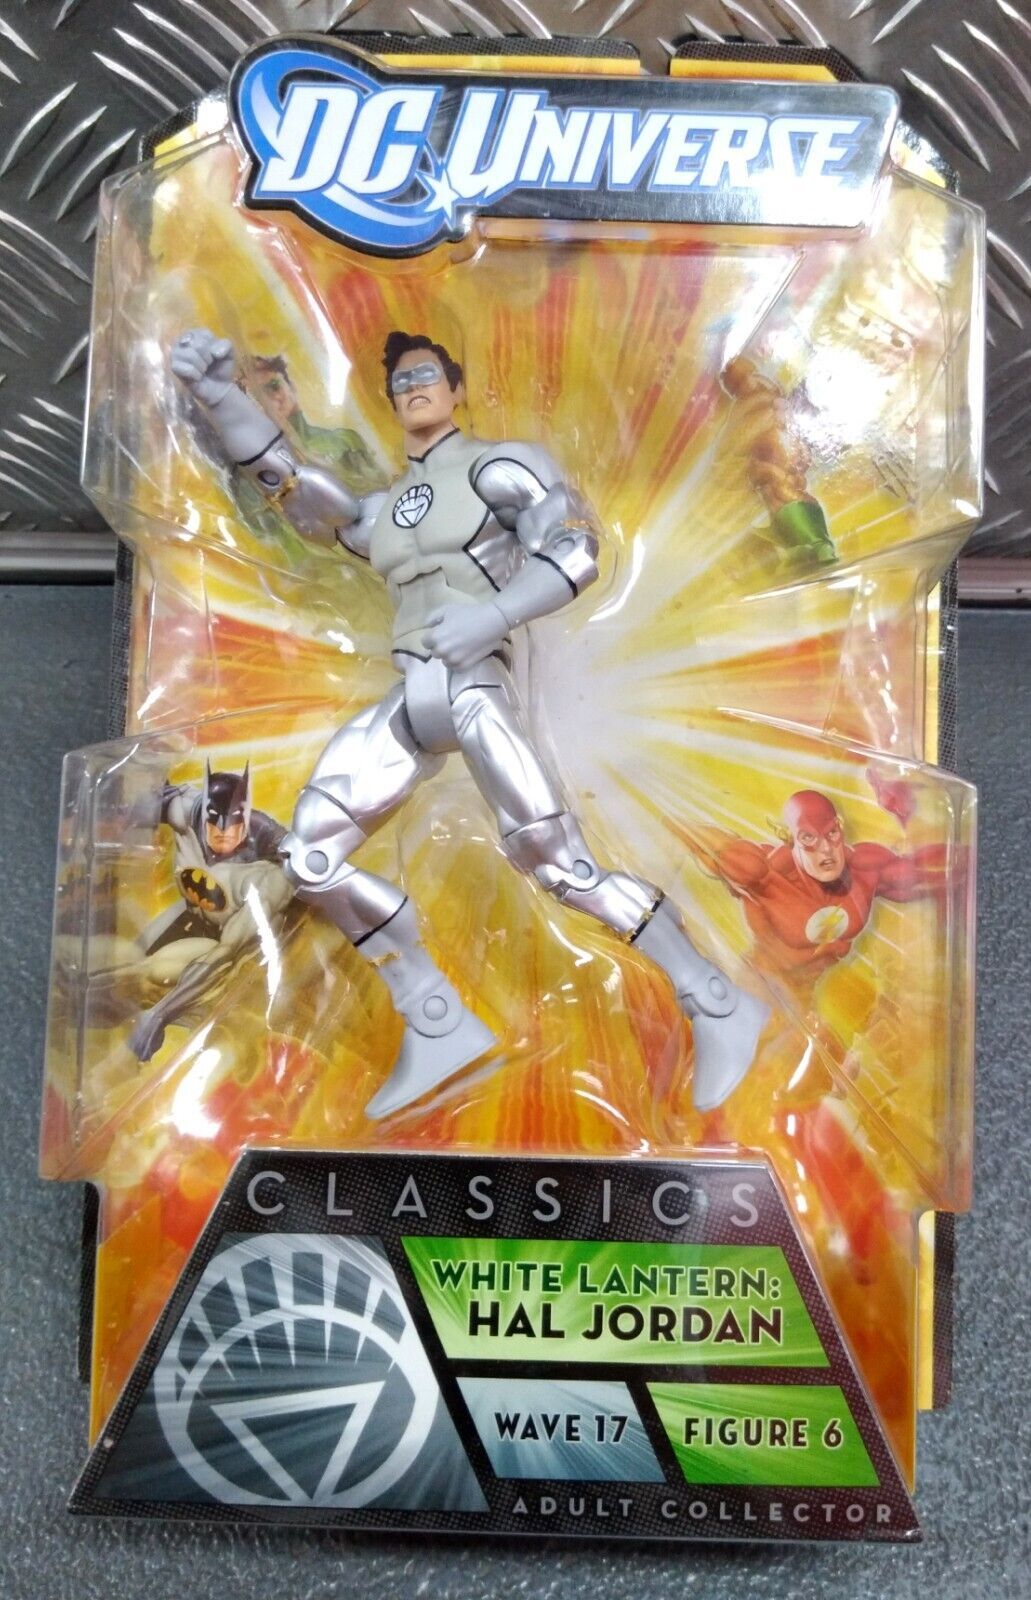 DC UNIVERSE
CLASSICS
WHITE LANTERN:
HAL JORDAN
WAVE 17
FIGURE 6
ADULT COLLECTOR